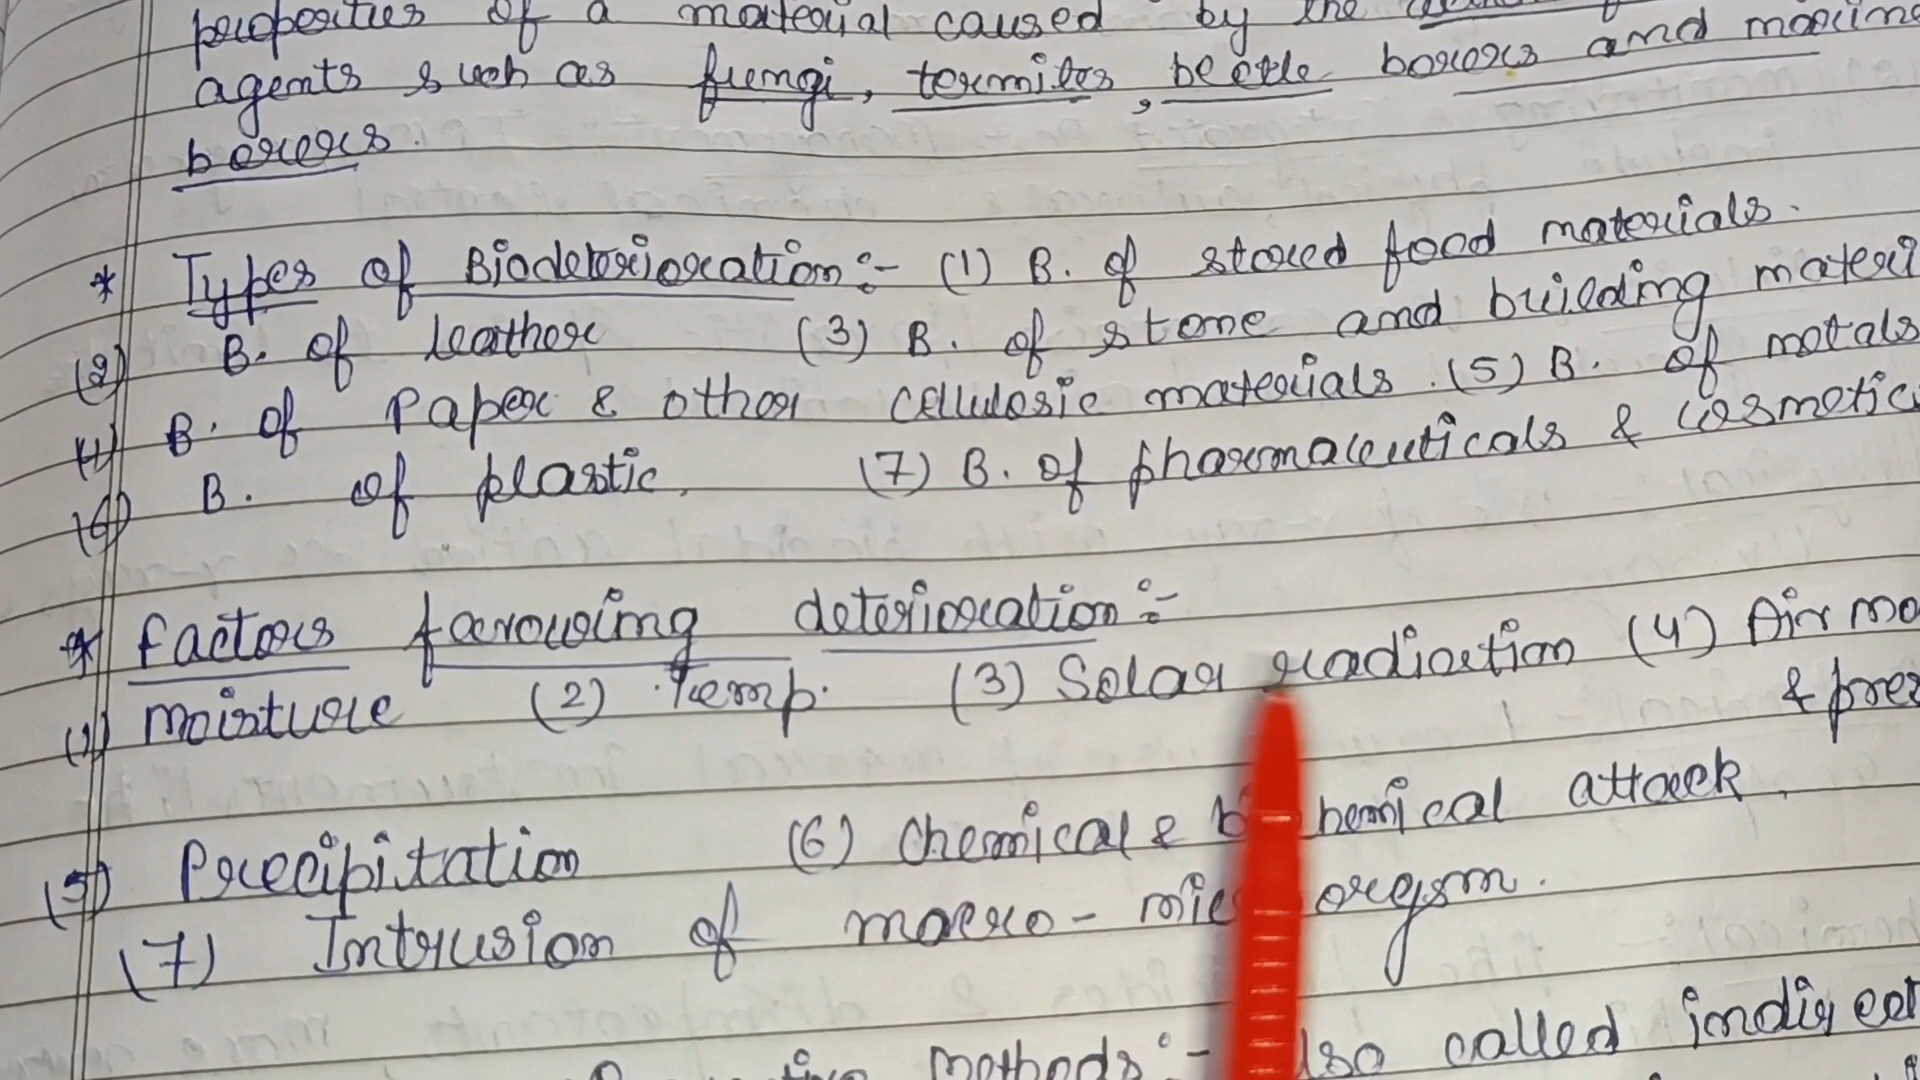 properties of a material caused by the
agents such as fungi, termites, beetle borers and marine
borers.
* Types of Biodeterioration :- (1) B. of stored food materials.
(2) B. of leather (3) B. of stone and building materi
(4) B. of Paper & other cellulosic materials. (5) B. of metals
(6) B. of plastic, (7) B. of pharmaceuticals & cosmetics
* factors favouring deterioration :-
(1) moisture (2) Temp. (3) Solar radiation (4) Air mo
& pres
(5) Precipitation (6) Chemical & b hemical attack.
(7) Intrusion of macro- mic orgsm.
methods :- lso called indirect